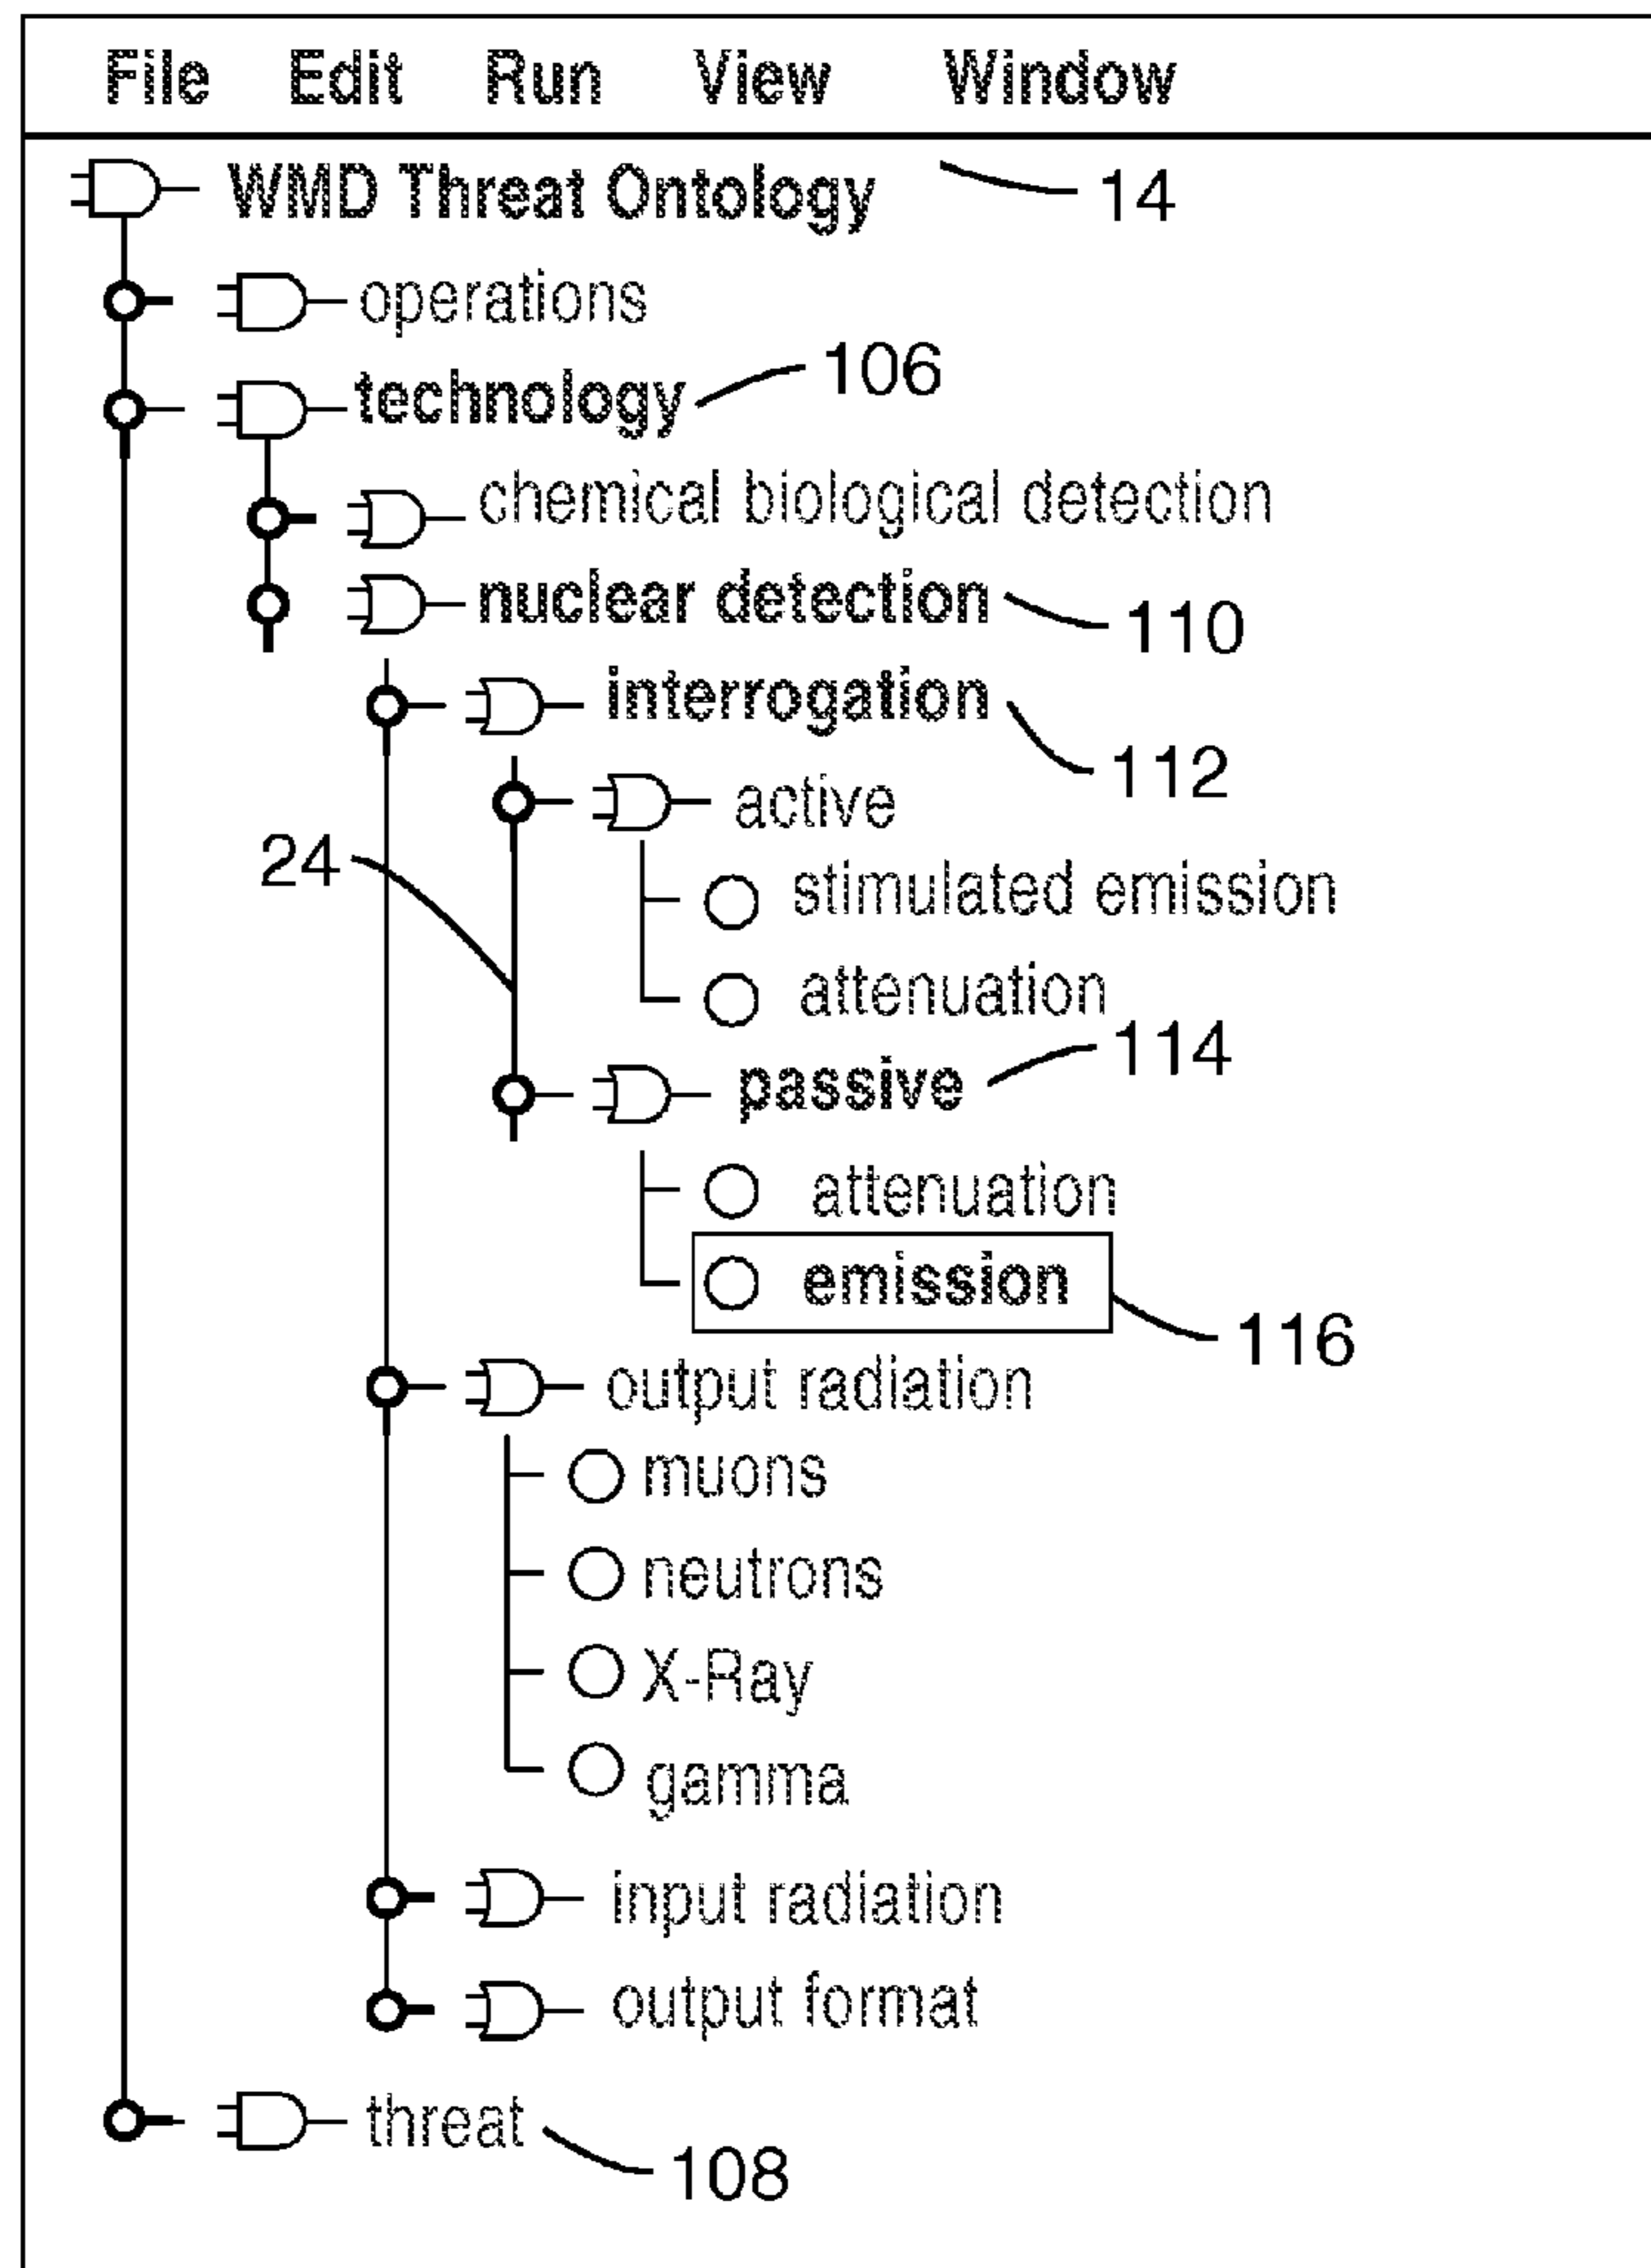 File Edit Run View Window
WMD Threat Ontology 14
operations
technology 106
chemical biological detection
nuclear detection 110
interrogation 112
active
24
stimulated emission
attenuation
passive 114
attenuation
emission 116
output radiation
muons
neutrons
X-Ray
gamma
input radiation
output format
threat 108